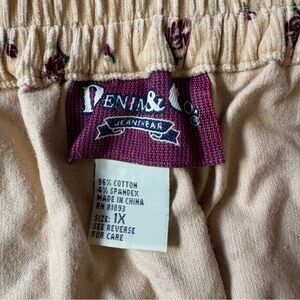 Denim & Co.
JEANSWEAR
96% COTTON
4% SPANDEX
MADE IN CHINA
RN 81893
SIZE: 1X
SEE REVERSE
FOR CARE